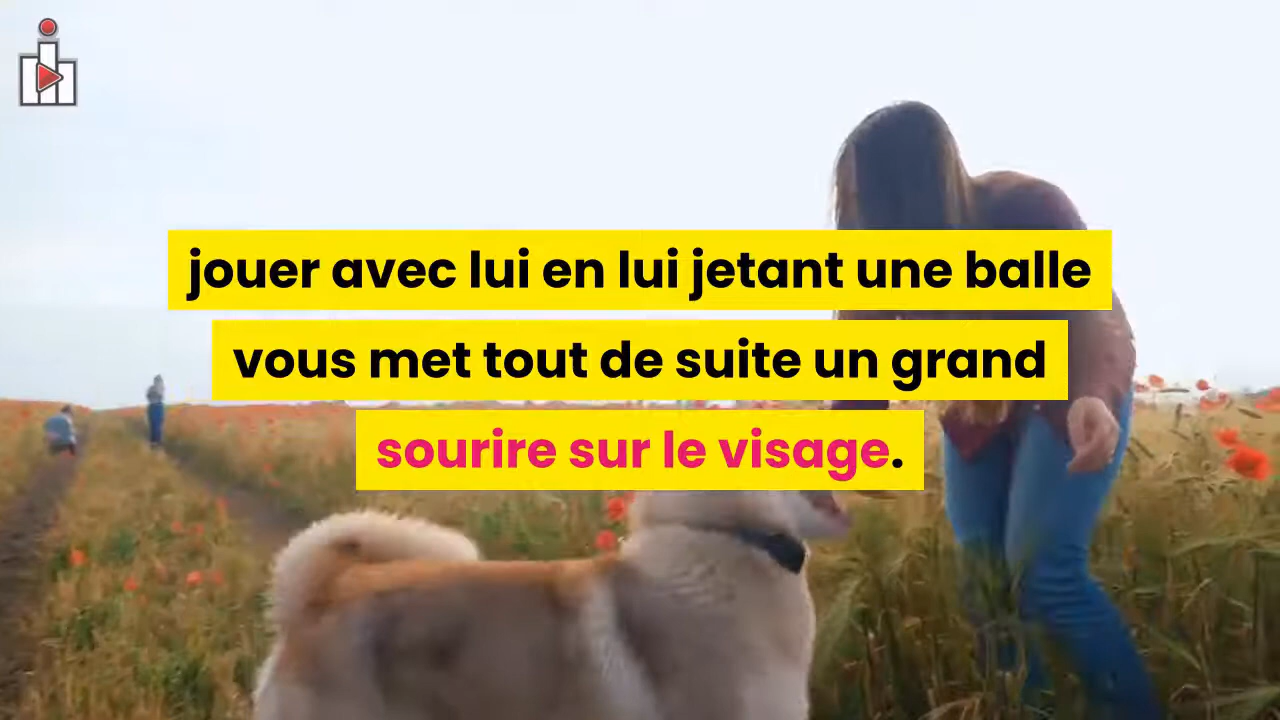 jouer avec lui en lui jetant une balle
vous met tout de suite un grand
sourire sur le visage.